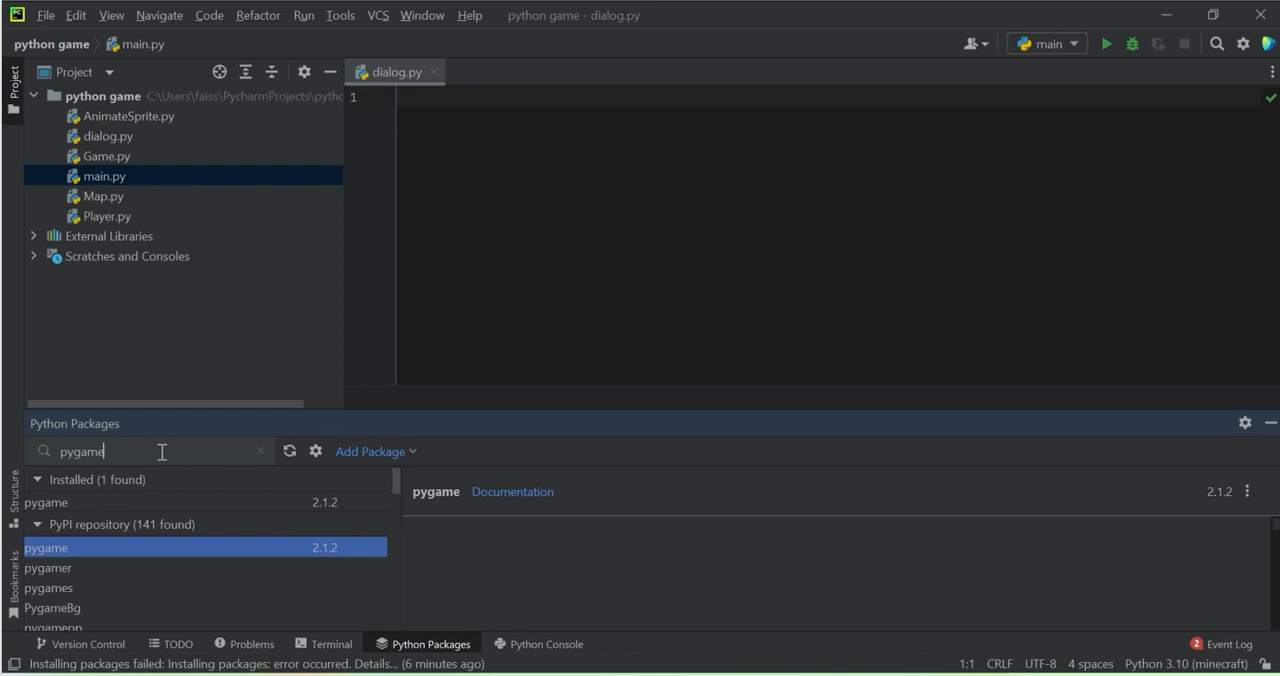 PC File Edit View Navigate Code Refactor Run Tools VCS Window Help python game - dialog.py
python game main.py main
Project Project dialog.py
python game C:\Users\faiss\PycharmProjects\pythc 1
AnimateSprite.py
dialog.py
Game.py
main.py
Map.py
Player.py
External Libraries
Scratches and Consoles
Python Packages
pygame Add Package
Installed (1 found)
pygame 2.1.2
PyPI repository (141 found)
pygame 2.1.2
pygamer
pygames
PygameBg
pygamepp
pygame Documentation 2.1.2
Structure
Bookmarks
Version Control TODO Problems Terminal Python Packages Python Console 2 Event Log
Installing packages failed: Installing packages: error occurred. Details... (6 minutes ago) 1:1 CRLF UTF-8 4 spaces Python 3.10 (minecraft)